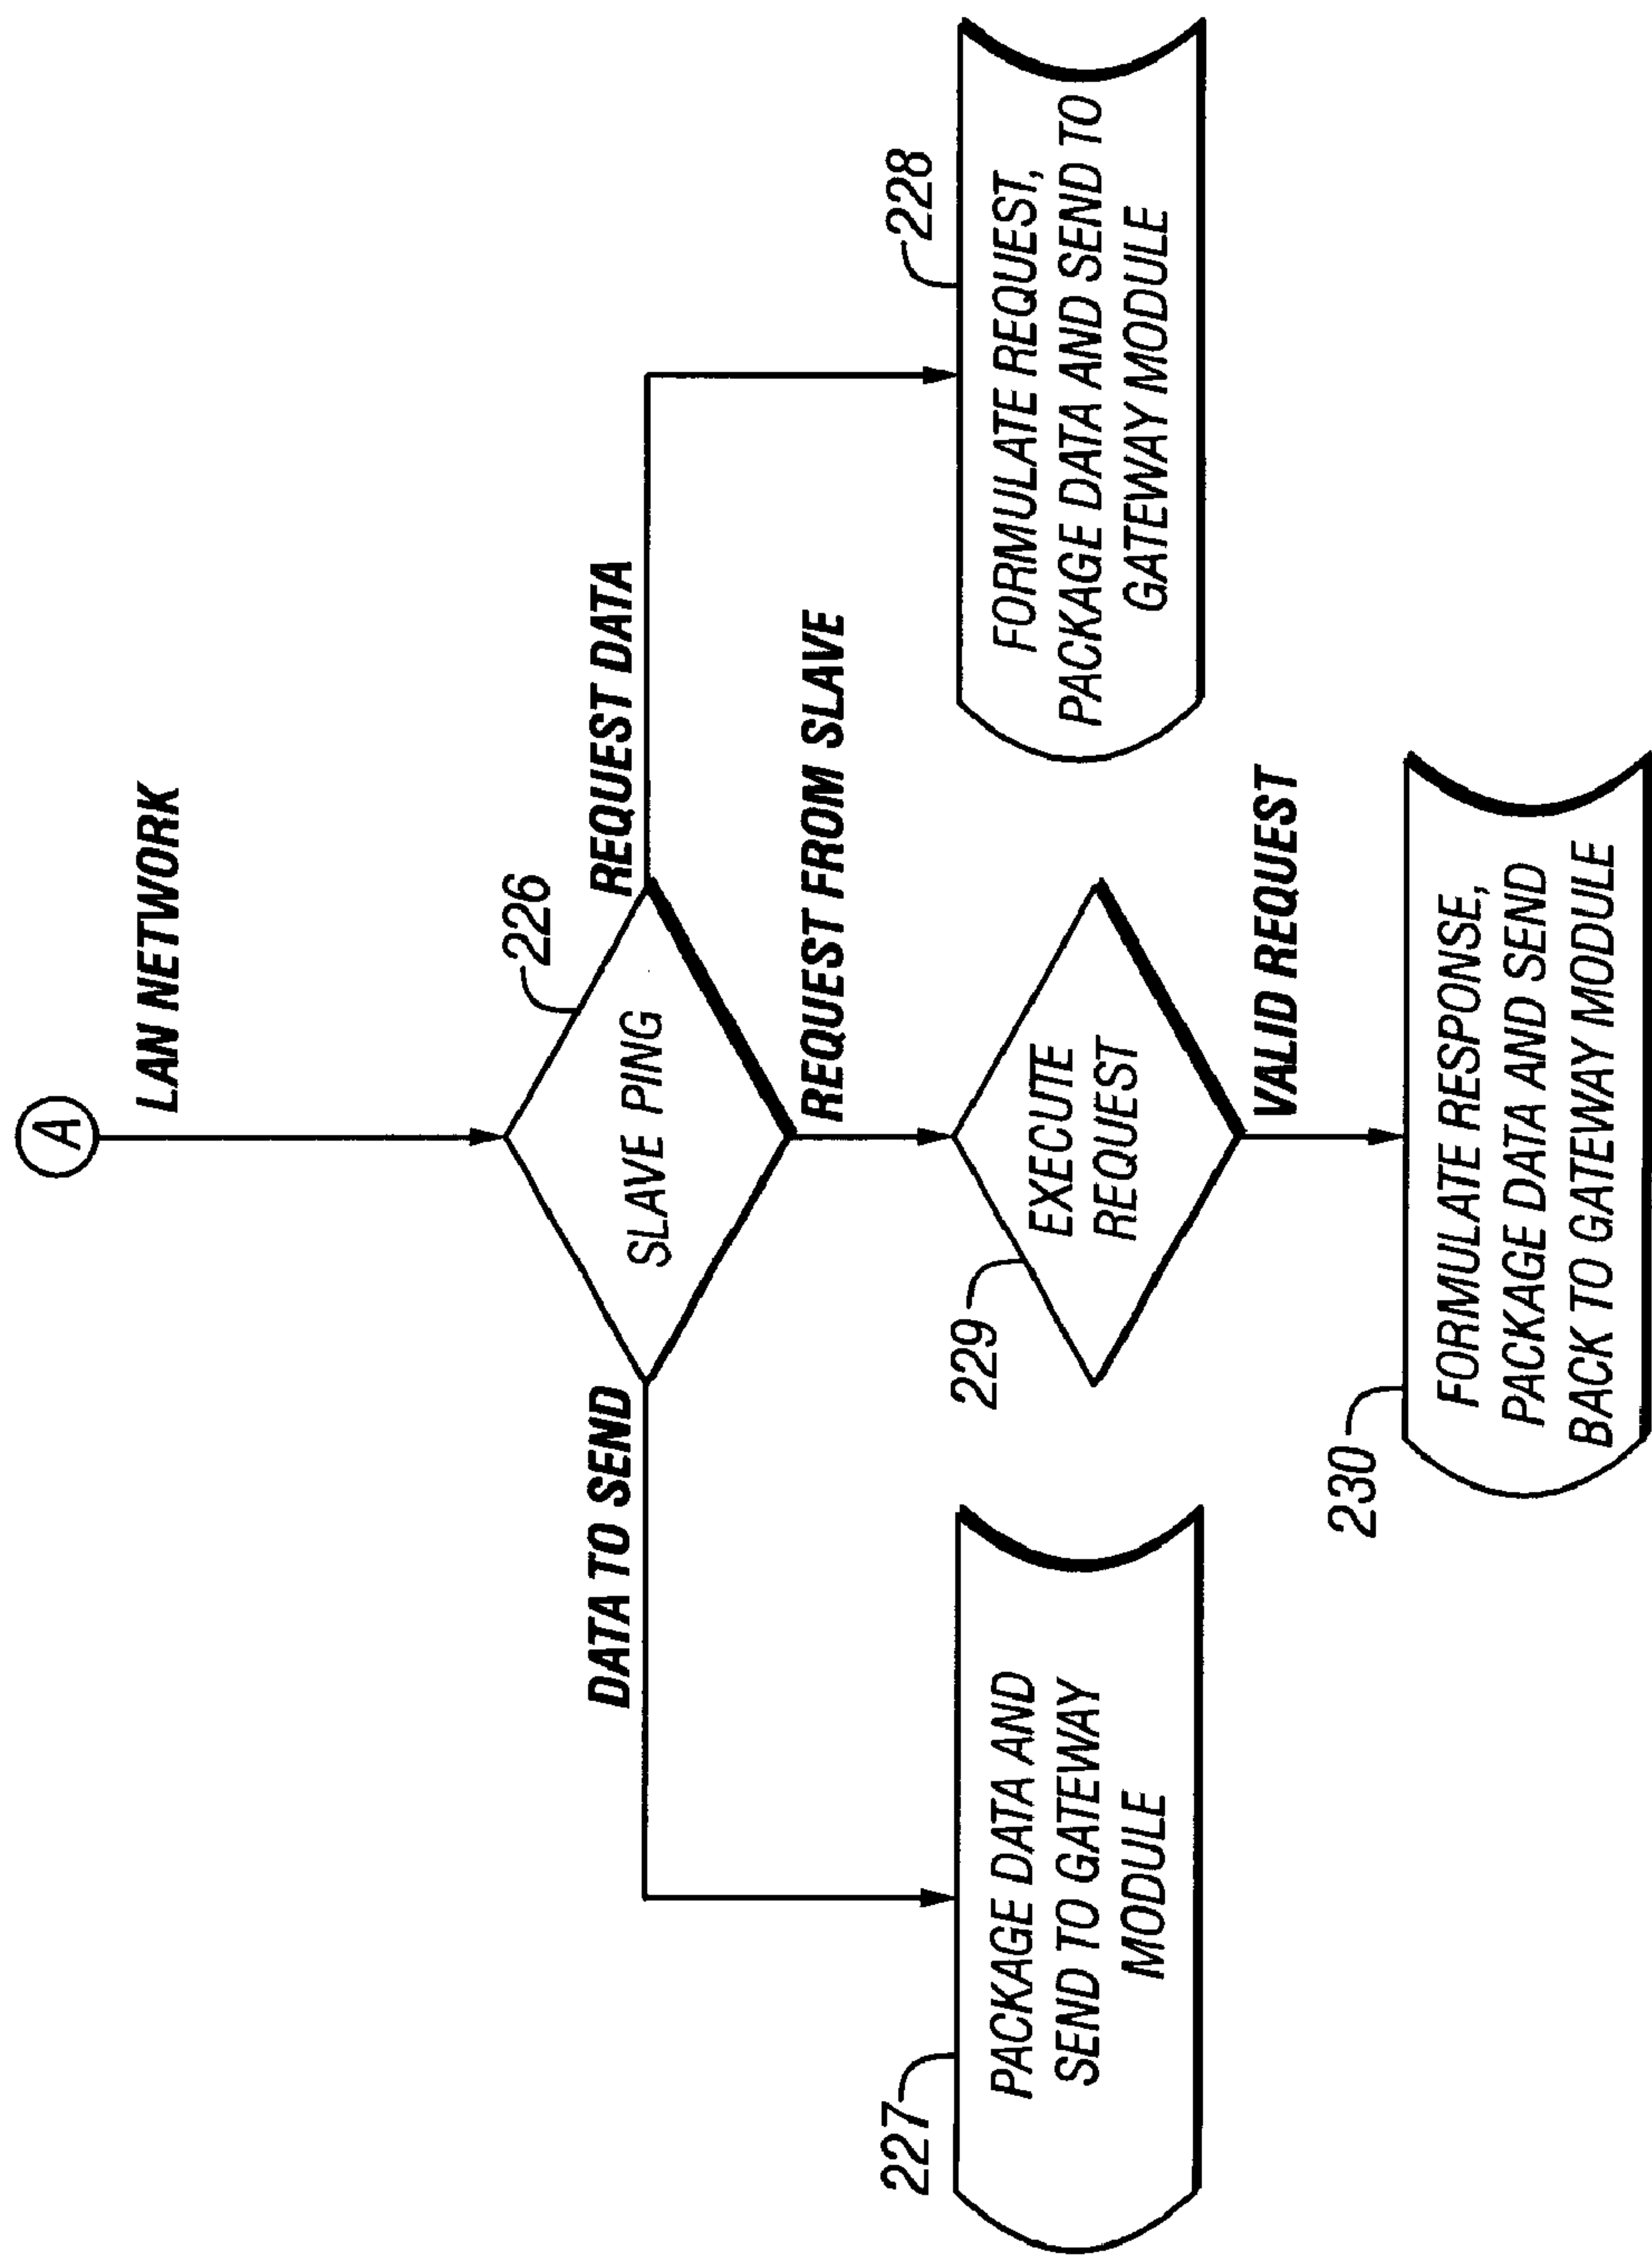 A
LAN NETWORK
226
SLAVE PING
DATA TO SEND
REQUEST DATA
REQUEST FROM SLAVE
227
PACKAGE DATA AND
SEND TO GATEWAY
MODULE
229
EXECUTE
REQUEST
228
FORMULATE REQUEST,
PACKAGE DATA AND SEND TO
GATEWAY MODULE
VALID REQUEST
230
FORMULATE RESPONSE,
PACKAGE DATA AND SEND
BACK TO GATEWAY MODULE